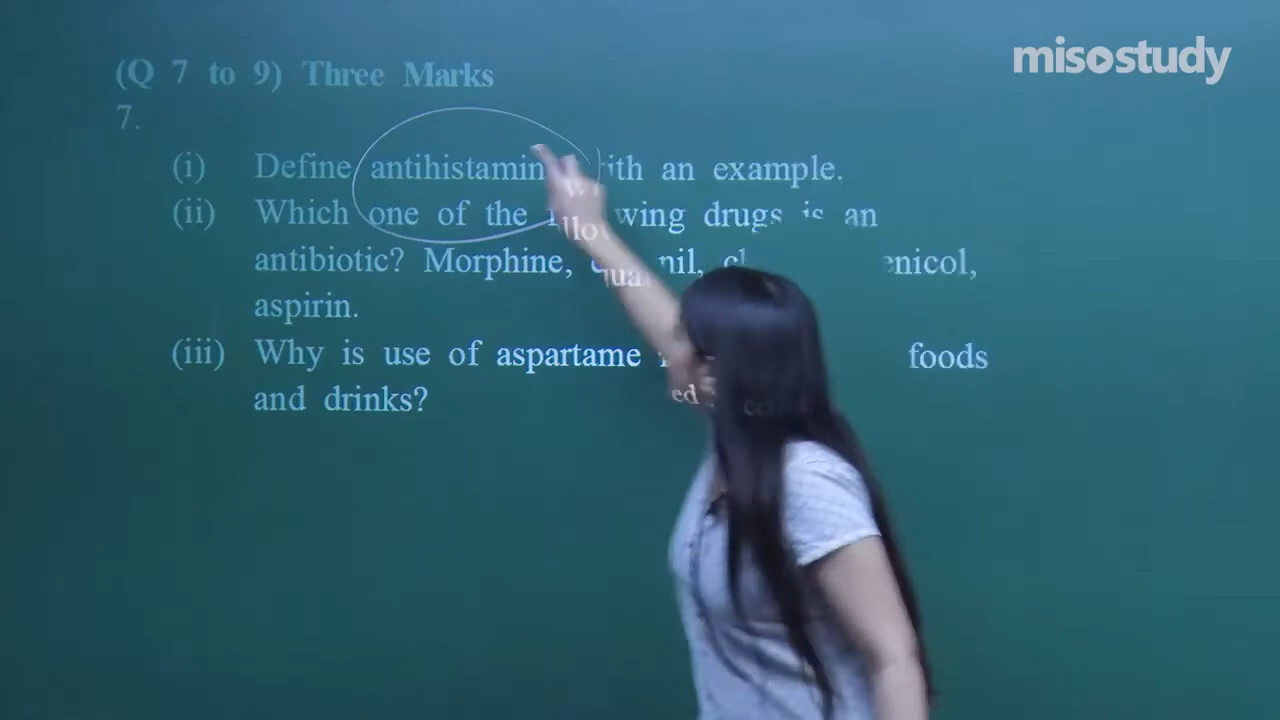 misostudy
(Q 7 to 9) Three Marks
7.
(i) Define antihistamin with an example.
(ii) Which one of the wing drugs is an
antibiotic? Morphine, nil, enicol,
aspirin.
(iii) Why is use of aspartame foods
and drinks?